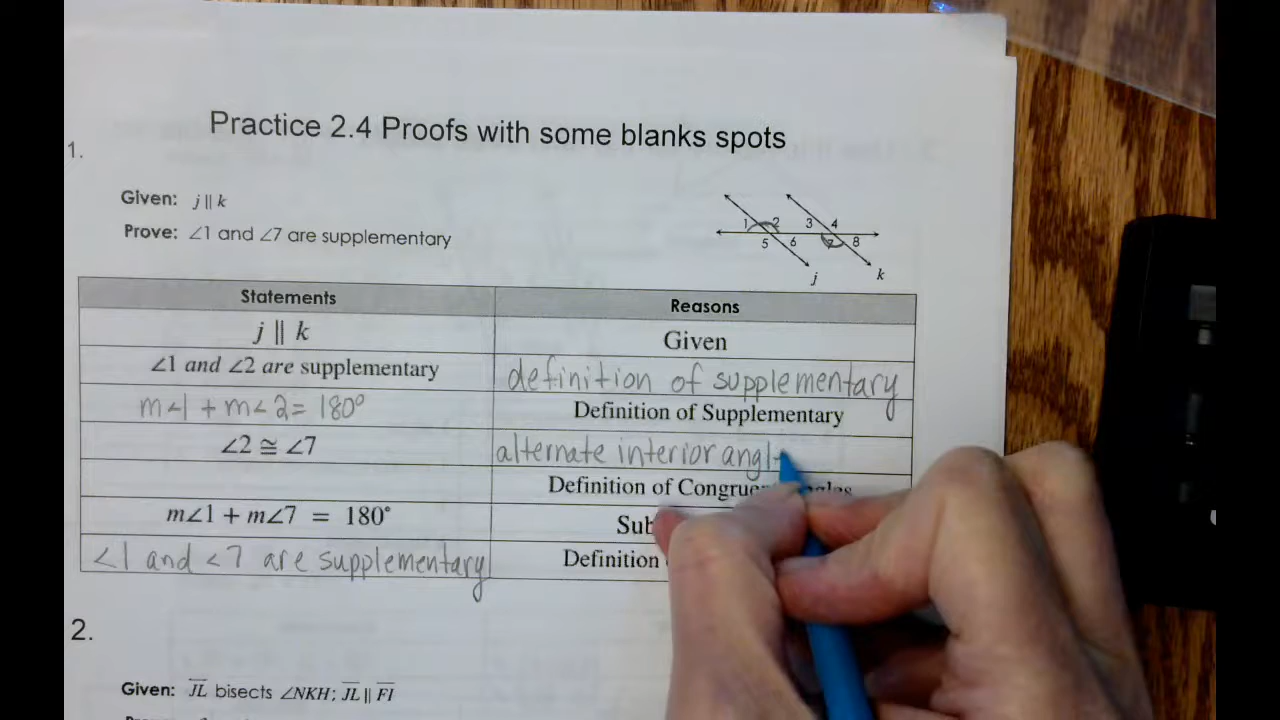 Practice 2.4 Proofs with some blanks spots
1.
Given: j || k
Prove: ∠1 and ∠7 are supplementary
1 2 3 4
5 6 7 8
j k
Statements Reasons
j || k Given
∠1 and ∠2 are supplementary definition of supplementary
m∠1 + m∠2 = 180° Definition of Supplementary
∠2 ≅ ∠7 alternate interior angl
Definition of
m∠1 + m∠7 = 180°
∠1 and ∠7 are supplementary Definition
2.
Given: JL bisects ∠NKH; JL || FI